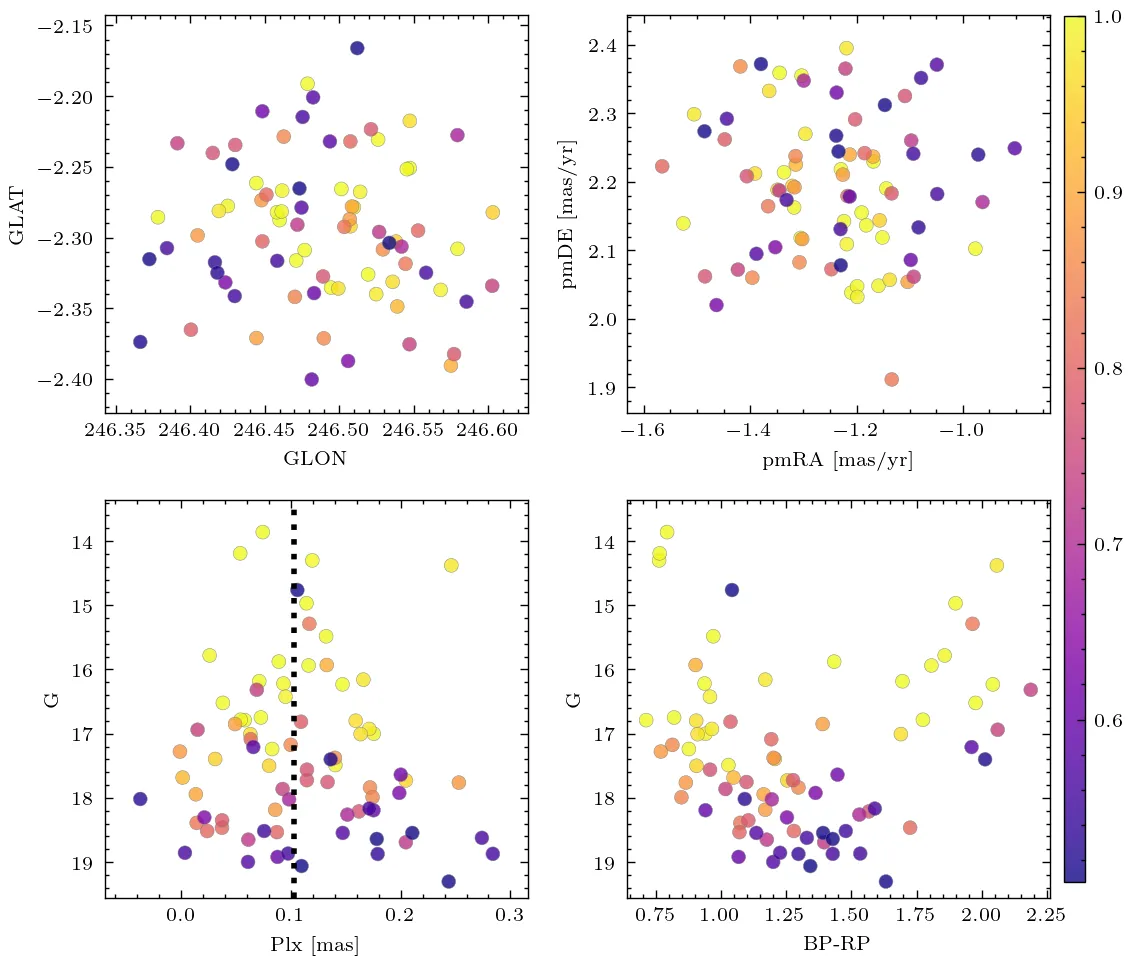 −2.15
−2.20
−2.25
−2.30
−2.35
−2.40
GLAT
246.35 246.40 246.45 246.50 246.55 246.60
GLON
2.4
2.3
2.2
2.1
2.0
1.9
pmDE [mas/yr]
−1.6 −1.4 −1.2 −1.0
pmRA [mas/yr]
14
15
16
17
18
19
G
0.0 0.1 0.2 0.3
Plx [mas]
14
15
16
17
18
19
G
0.75 1.00 1.25 1.50 1.75 2.00 2.25
BP-RP
1.0
0.9
0.8
0.7
0.6